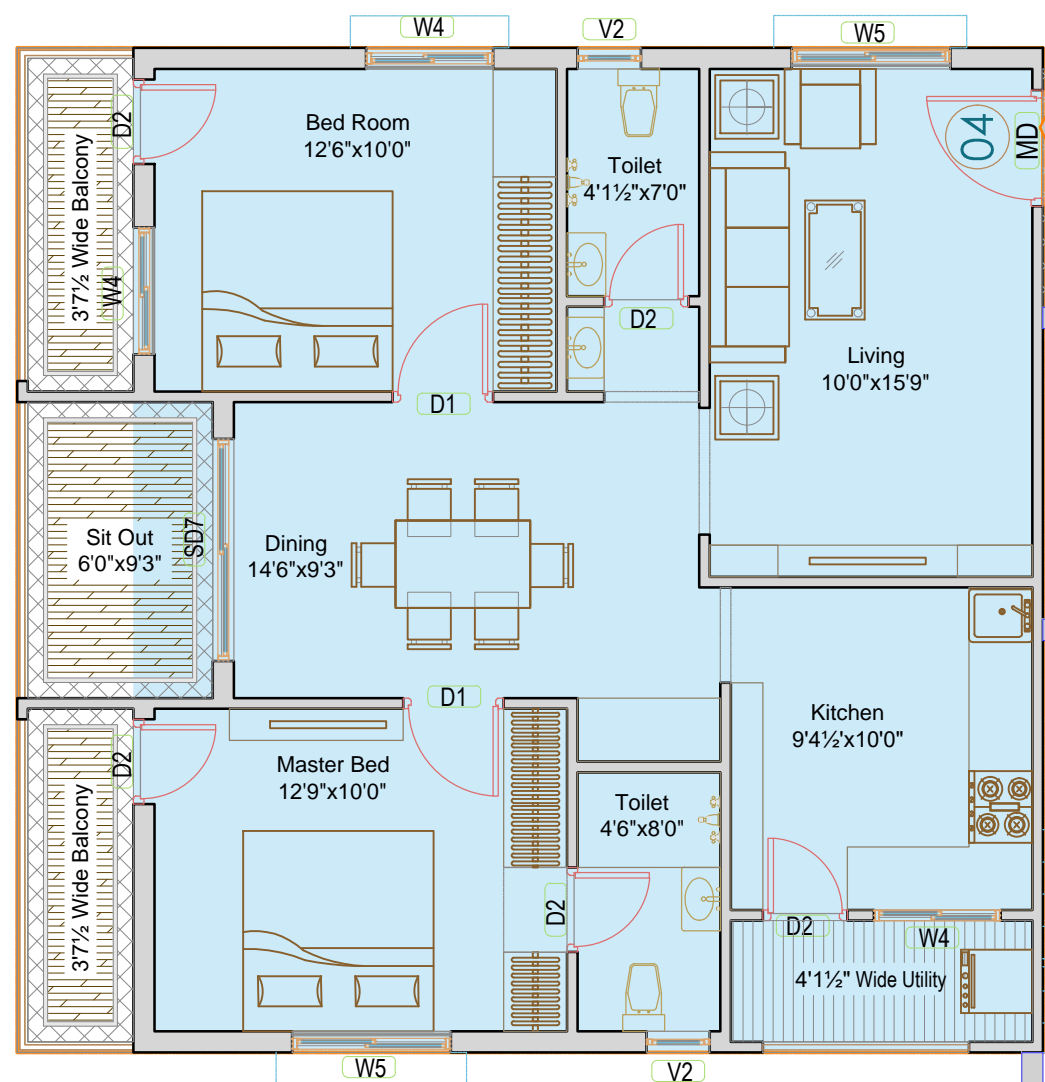 W4
V2
W5
D2
Bed Room
12'6"x10'0"
Toilet
4'1½"x7'0"
04
MD
3'7½ Wide Balcony
W4
D2
Living
10'0"x15'9"
D1
Sit Out
6'0"x9'3"
SD7
Dining
14'6"x9'3"
D1
Kitchen
9'4½'x10'0"
D2
Master Bed
12'9"x10'0"
Toilet
4'6"x8'0"
3'7½ Wide Balcony
D2
D2
W4
4'1½" Wide Utility
W5
V2